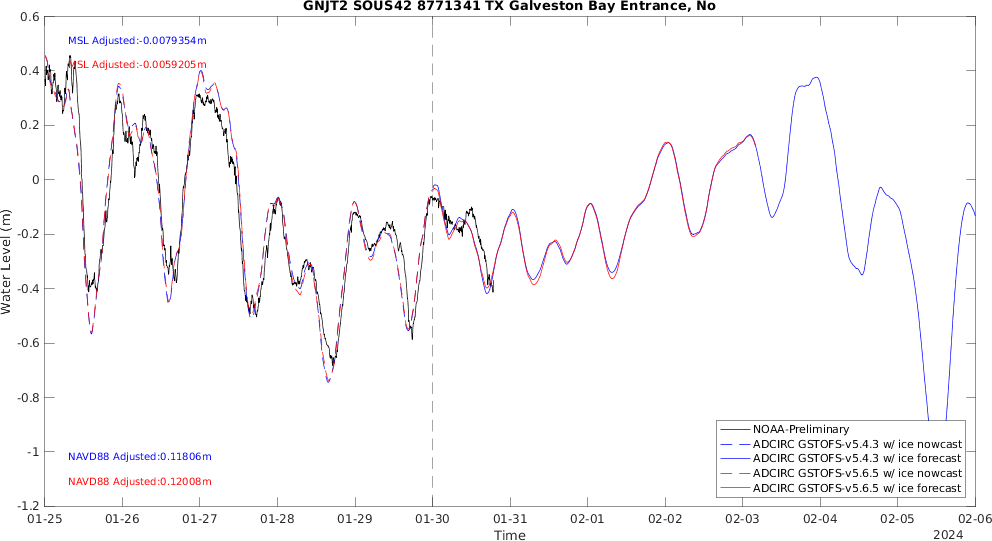 GNJT2 SOUS42 8771341 TX Galveston Bay Entrance, No
0.6
0.4
0.2
0
-0.2
-0.4
-0.6
-0.8
-1
-1.2
Water Level (m)
MSL Adjusted:-0.0079354m
MSL Adjusted:-0.0059205m
NAVD88 Adjusted:0.11806m
NAVD88 Adjusted:0.12008m
NOAA-Preliminary
ADCIRC GSTOFS-v5.4.3 w/ ice nowcast
ADCIRC GSTOFS-v5.4.3 w/ ice forecast
ADCIRC GSTOFS-v5.6.5 w/ ice nowcast
ADCIRC GSTOFS-v5.6.5 w/ ice forecast
01-25 01-26 01-27 01-28 01-29 01-30 01-31 02-01 02-02 02-03 02-04 02-05 02-06
Time
2024